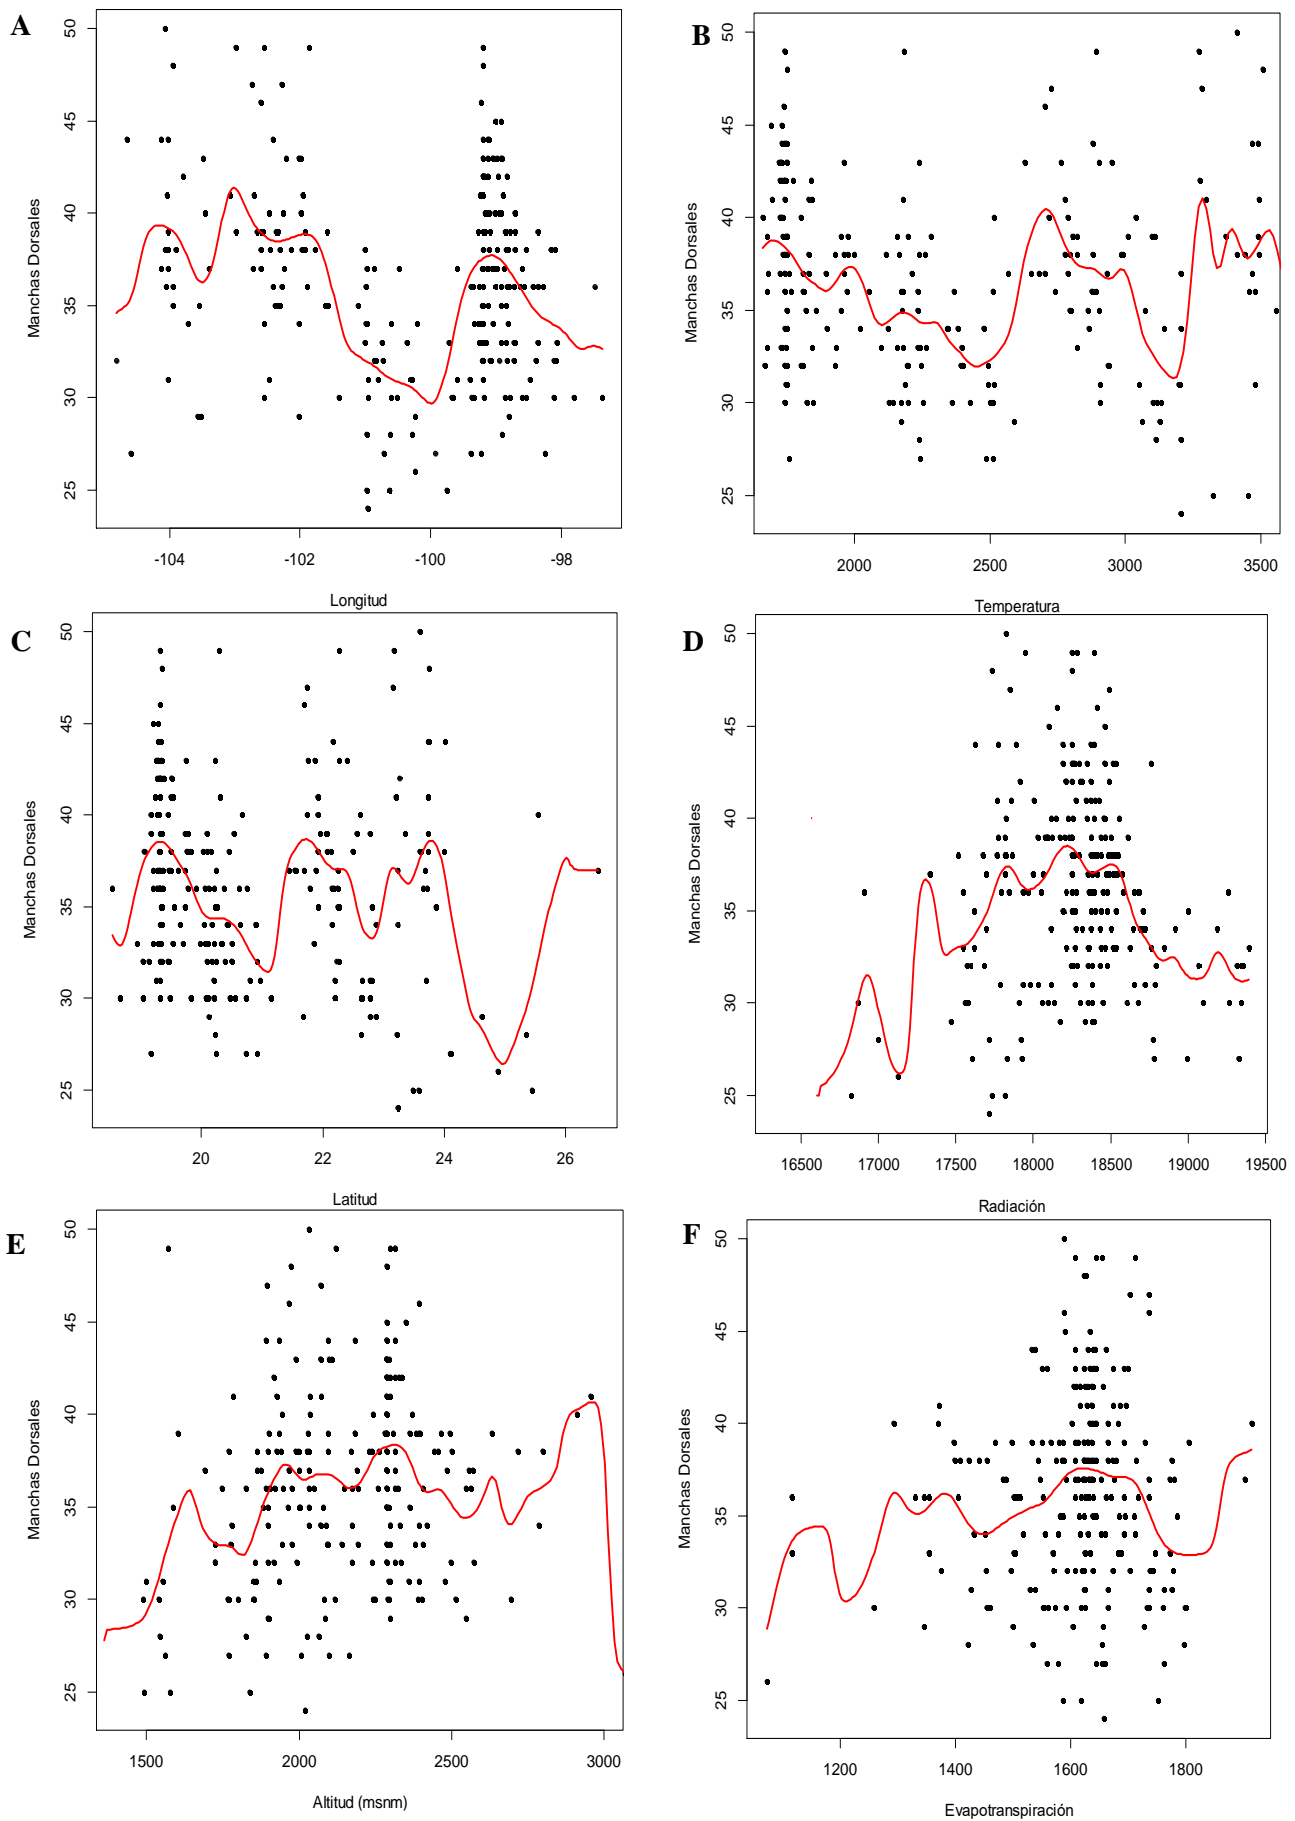 A
Manchas Dorsales
50
45
40
35
30
25
-104 -102 -100 -98
Longitud
B
Manchas Dorsales
50
45
40
35
30
25
2000 2500 3000 3500
Temperatura
C
Manchas Dorsales
50
45
40
35
30
25
20 22 24 26
Latitud
D
Manchas Dorsales
50
45
40
35
30
25
16500 17000 17500 18000 18500 19000 19500
Radiación
E
Manchas Dorsales
50
45
40
35
30
25
1500 2000 2500 3000
Altitud (msnm)
F
Manchas Dorsales
50
45
40
35
30
25
1200 1400 1600 1800
Evapotranspiración